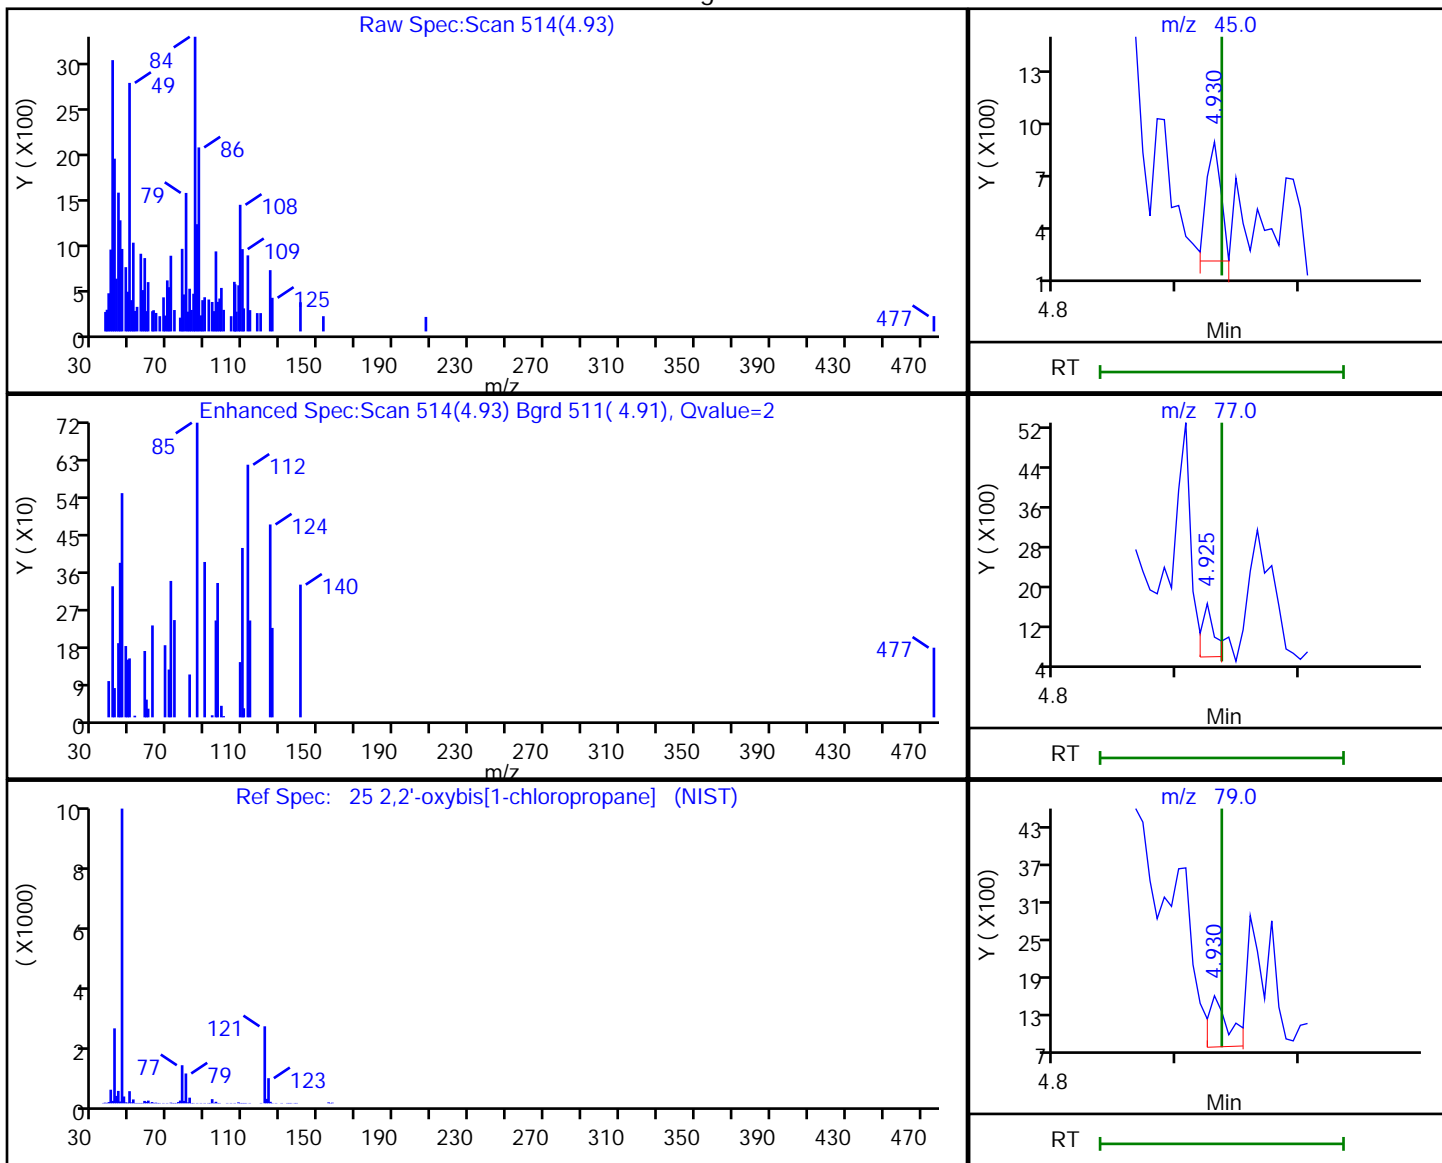 Raw Spec:Scan 514(4.93)
Y ( X100)
30
25
20
15
10
5
0
84
49
86
79
108
109
125
477
30 70 110 150 190 230 270 310 350 390 430 470
m/z
m/z 45.0
Y ( X100)
13
10
7
4
1
4.930
4.8
Min
RT
Enhanced Spec:Scan 514(4.93) Bgrd 511( 4.91), Qvalue=2
Y ( X10)
72
63
54
45
36
27
18
9
0
85
112
124
140
477
30 70 110 150 190 230 270 310 350 390 430 470
m/z
m/z 77.0
Y ( X100)
52
44
36
28
20
12
4
4.925
4.8
Min
RT
Ref Spec: 25 2,2'-oxybis[1-chloropropane] (NIST)
( X1000)
10
8
6
4
2
0
121
77
79
123
30 70 110 150 190 230 270 310 350 390 430 470
m/z 79.0
Y ( X100)
43
37
31
25
19
13
7
4.930
4.8
Min
RT